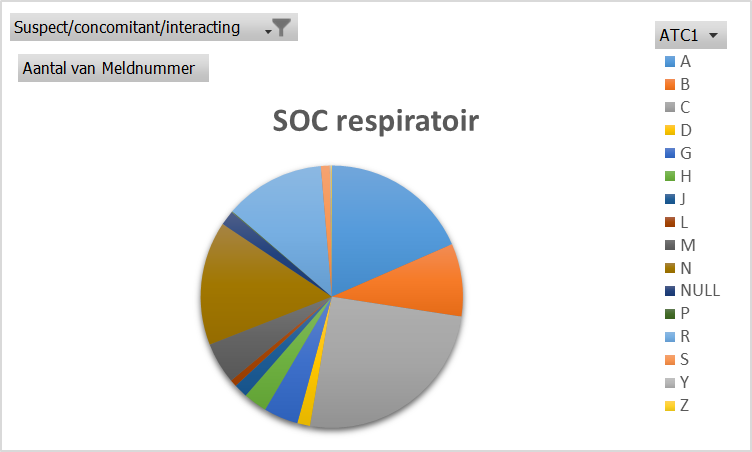 Suspect/concomitant/interacting
Aantal van Meldnummer
SOC respiratoir
ATC1
A
B
C
D
G
H
J
L
M
N
NULL
P
R
S
Y
Z